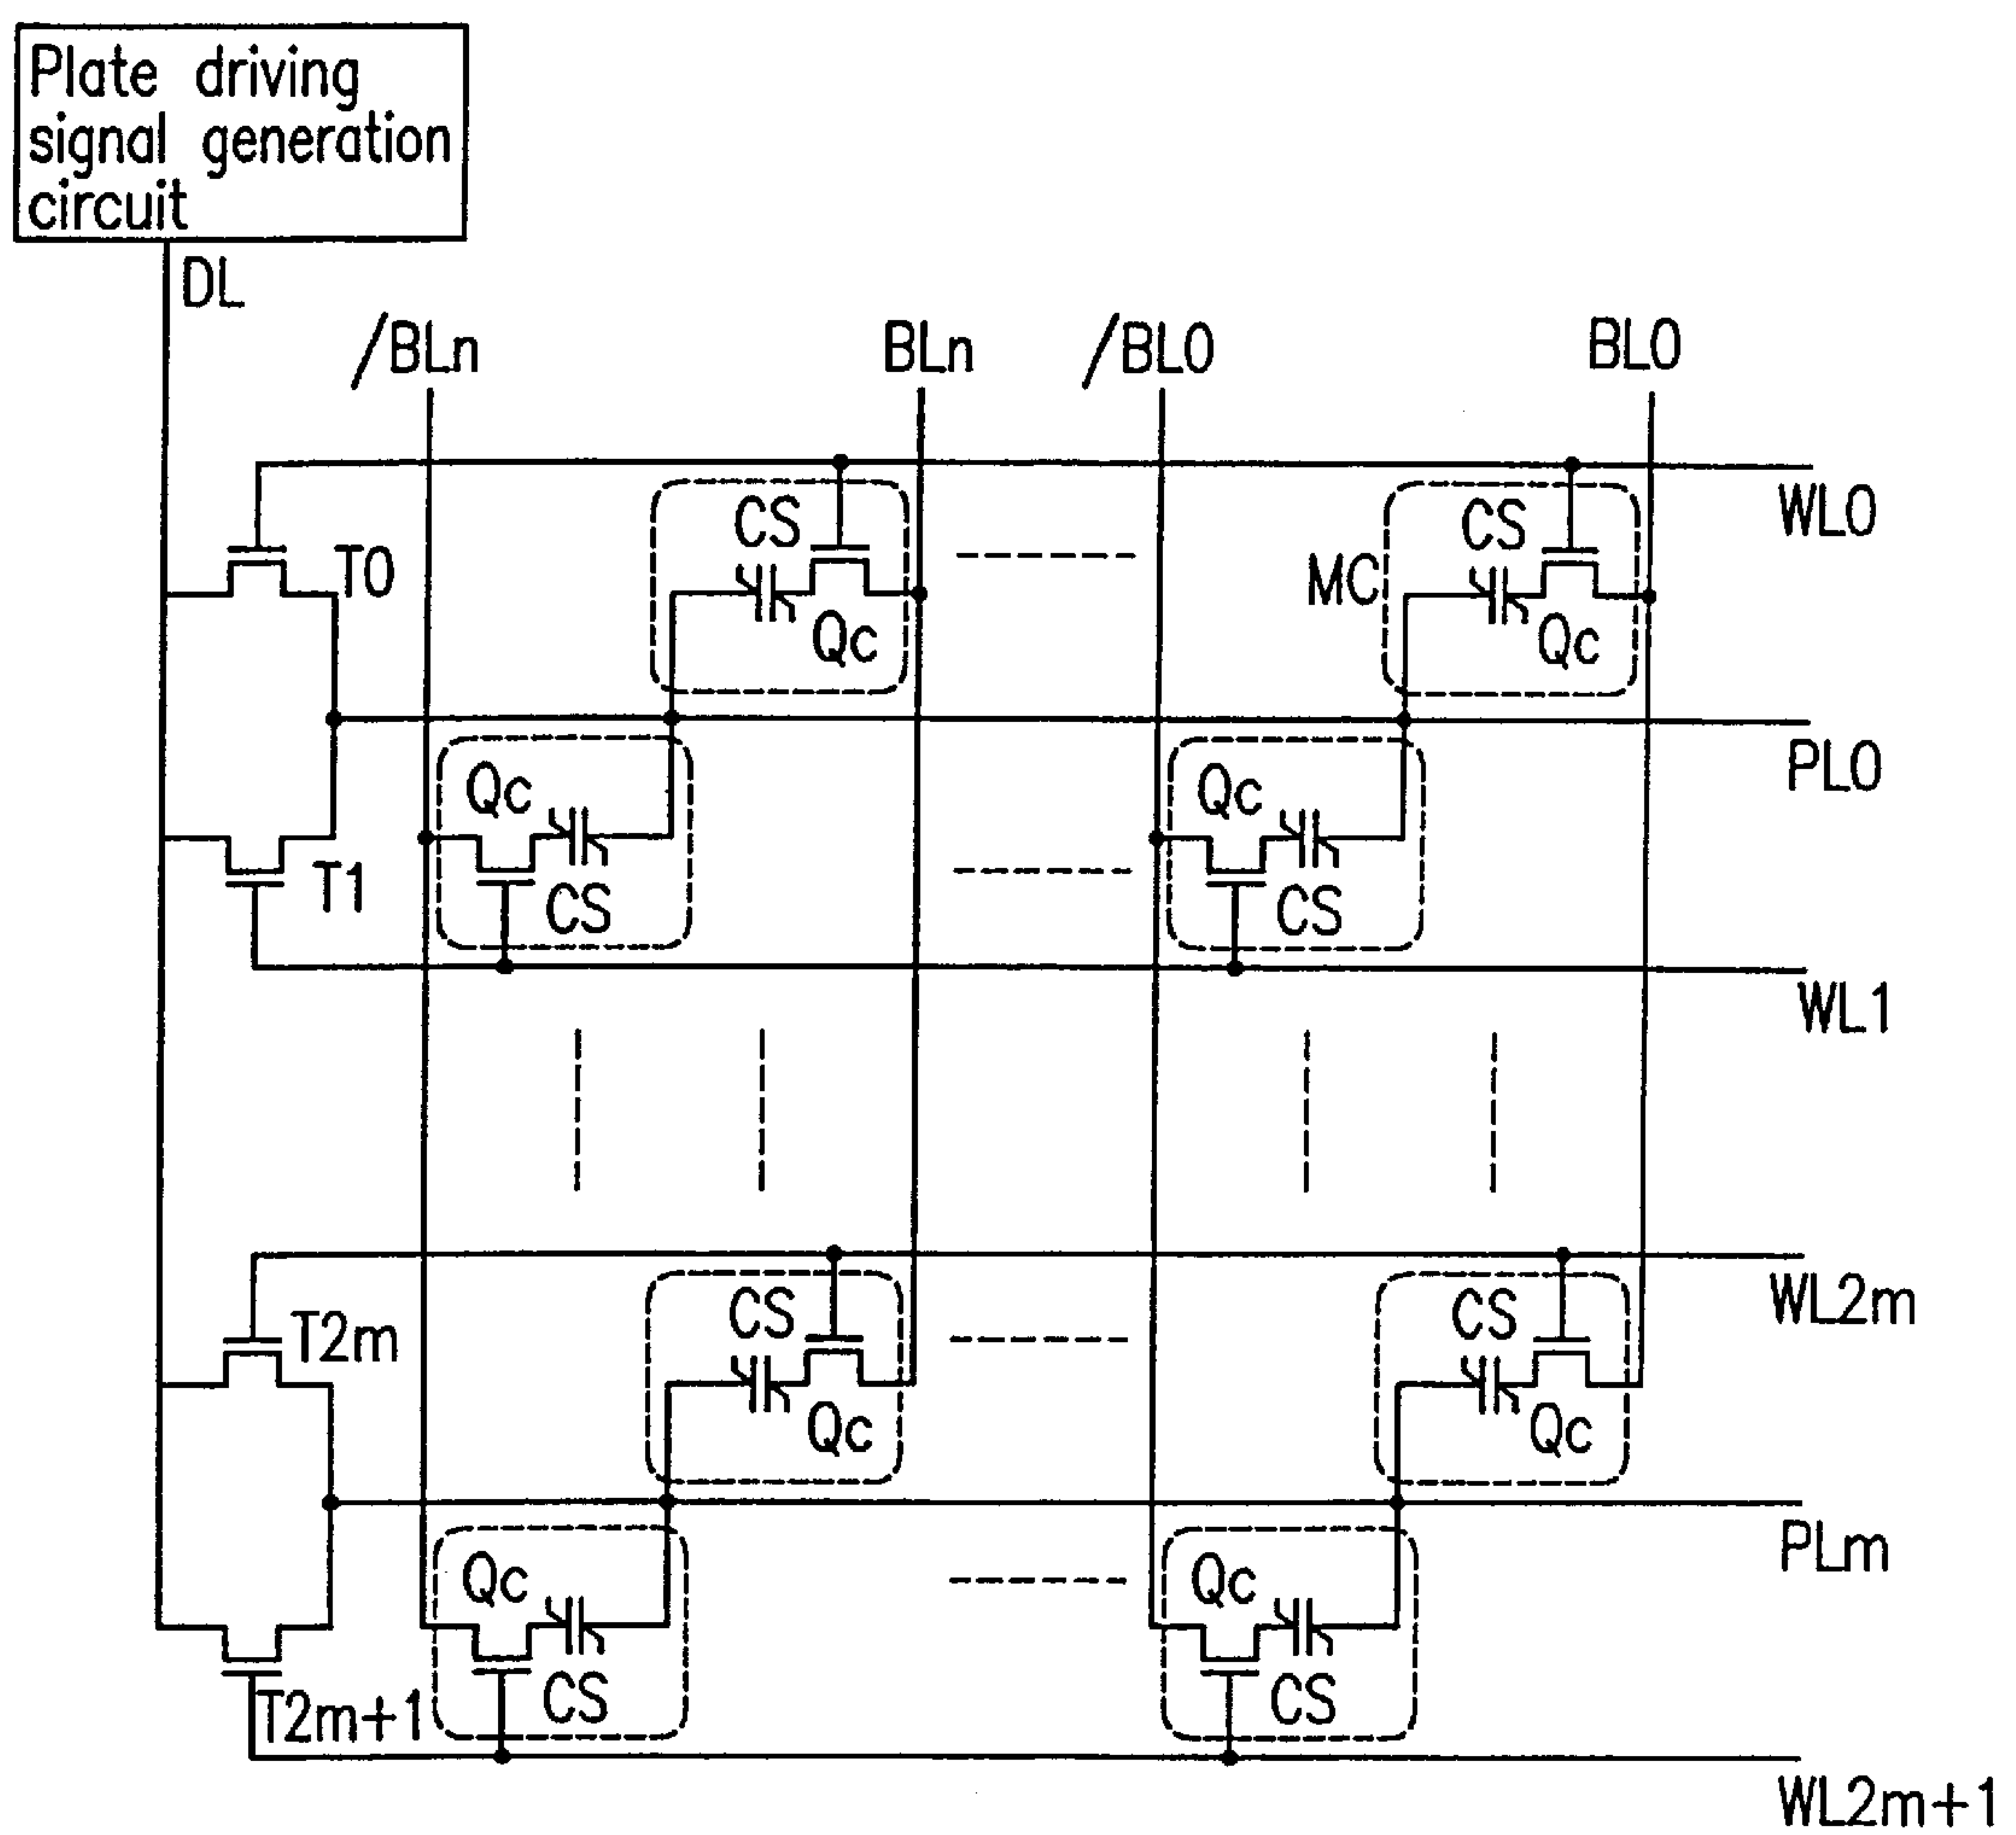 Plate driving
signal generation
circuit
DL
/BLn
BLn
/BL0
BL0
WL0
CS
CS
T0
MC
Qc
Qc
PL0
Qc
Qc
T1
CS
CS
WL1
WL2m
CS
CS
T2m
Qc
Qc
PLm
Qc
Qc
T2m+1
CS
CS
WL2m+1